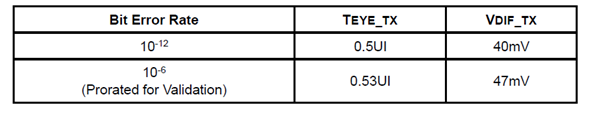 Bit Error Rate TEYE_TX VDIF_TX
10-12 0.5UI 40mV
10-6
(Prorated for Validation) 0.53UI 47mV